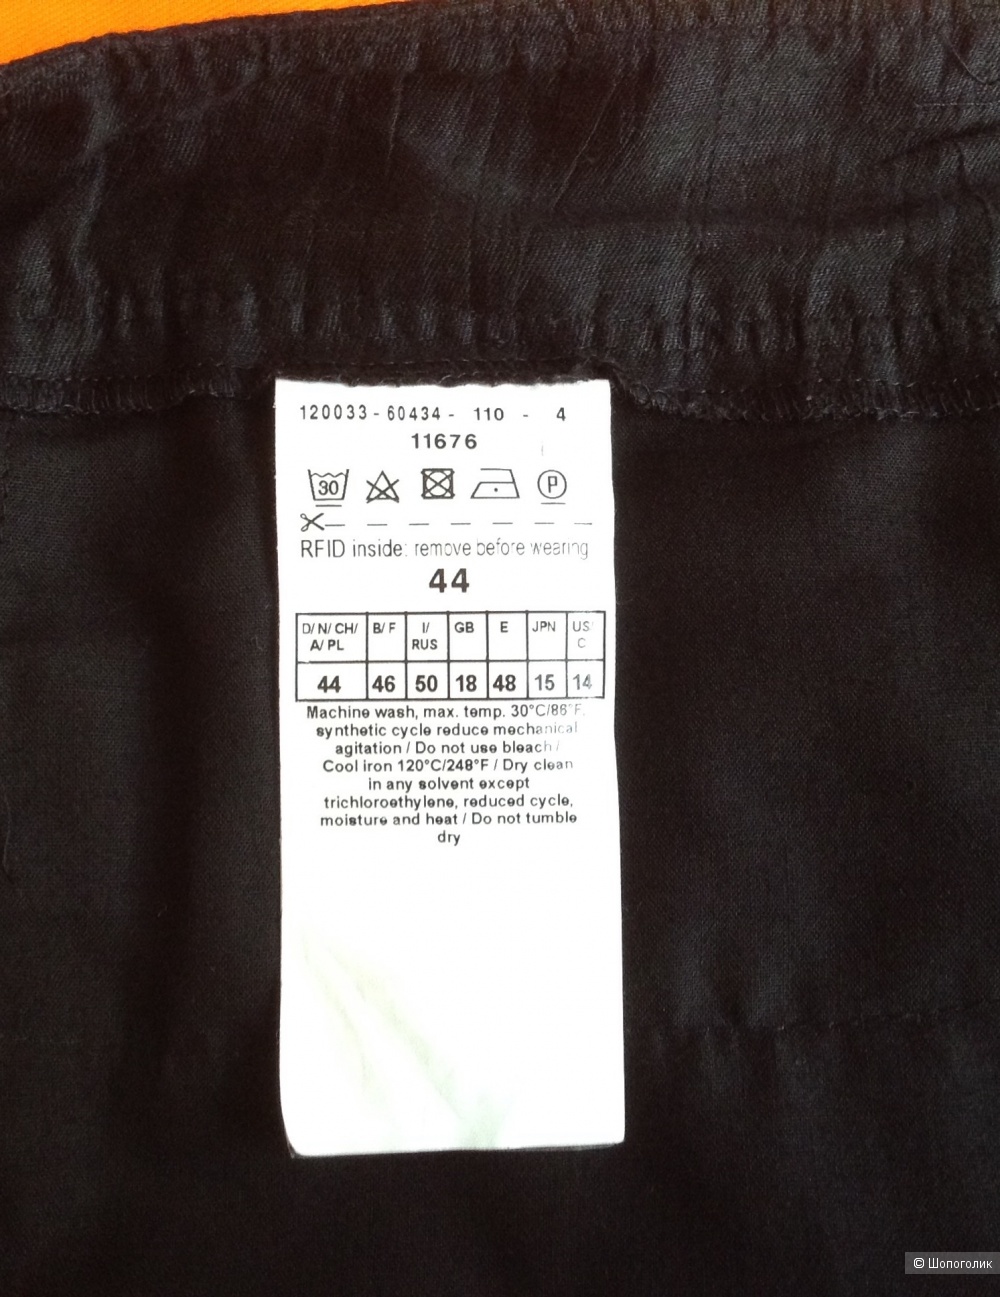 120033 - 60434 - 110 - 4
11676
30 P
RFID inside: remove before wearing
44
D/ N/ CH/ A/ PL B/ F I/ RUS GB E JPN US/ C
44 46 50 18 48 15 14
Machine wash, max. temp. 30°C/86°F,
synthetic cycle reduce mechanical
agitation / Do not use bleach /
Cool iron 120°C/248°F / Dry clean
in any solvent except
trichloroethylene, reduced cycle,
moisture and heat / Do not tumble
dry
© Шопоголик